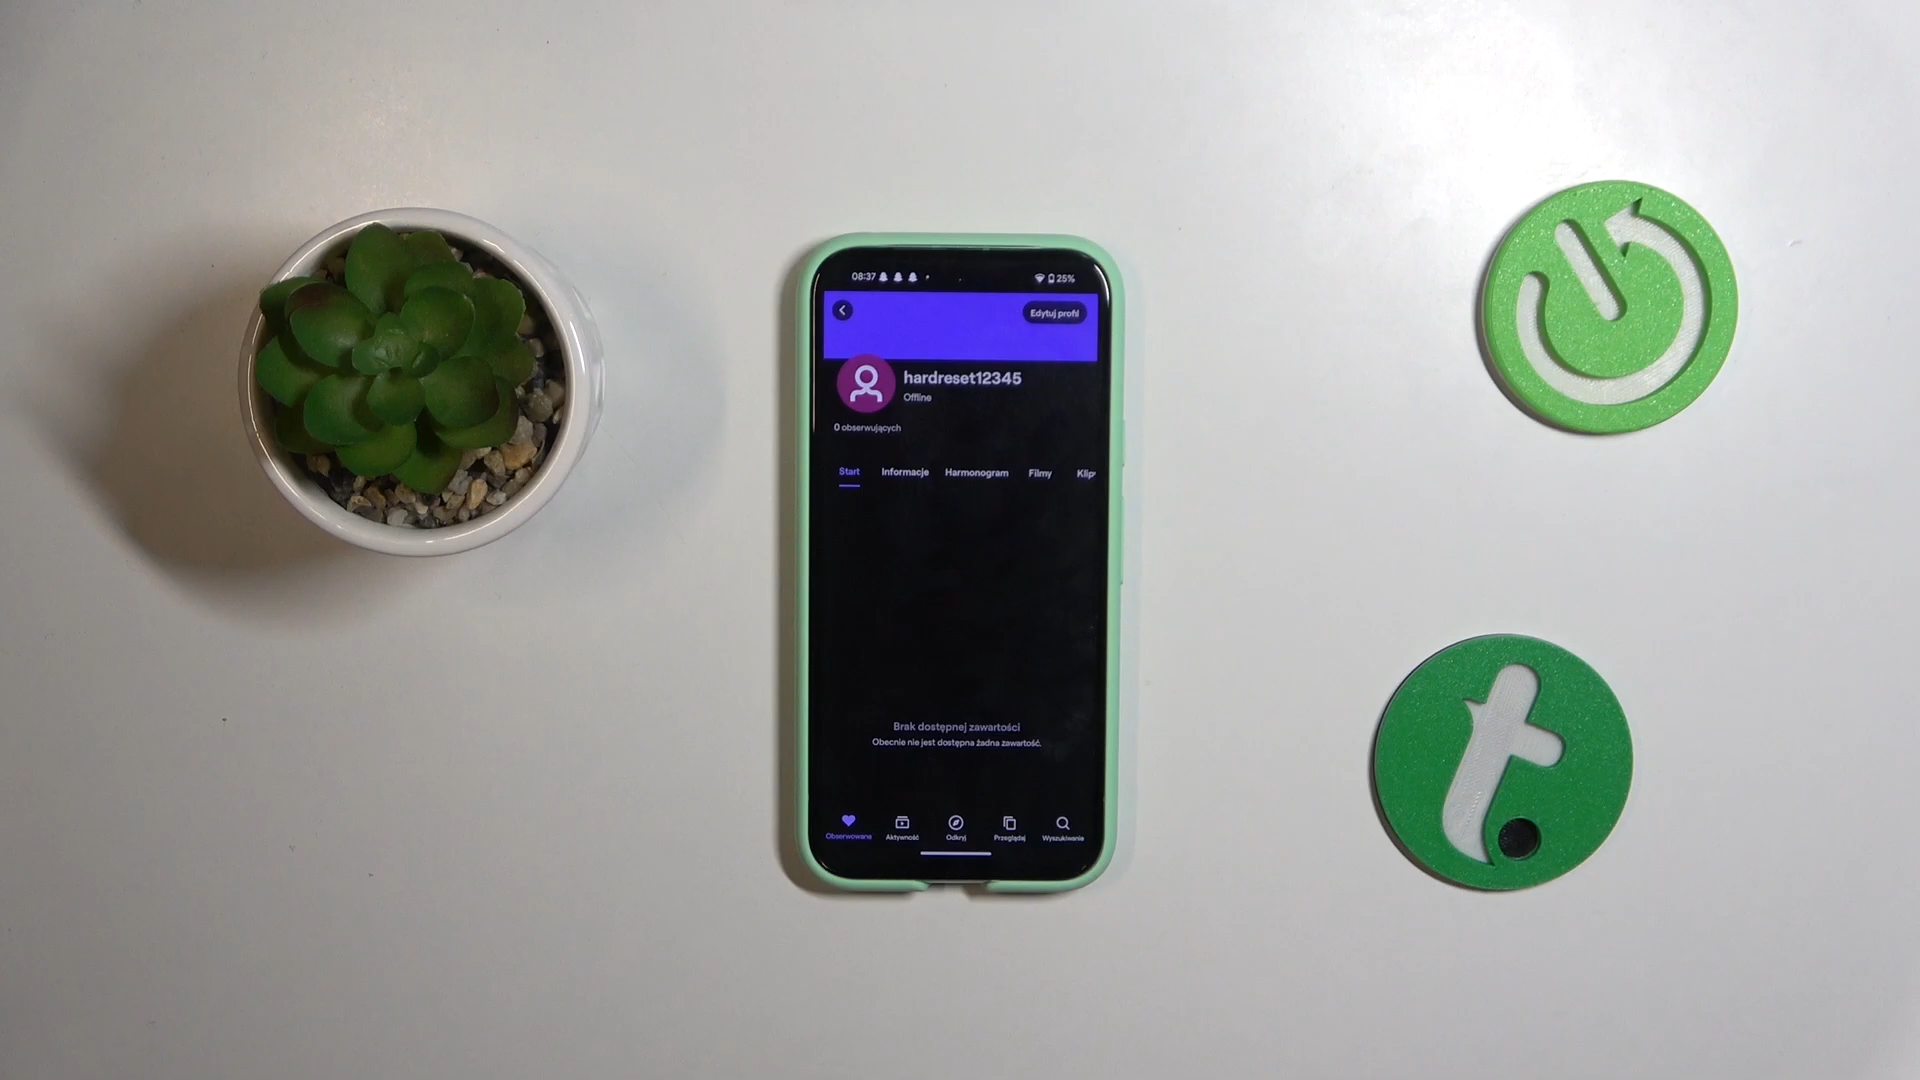 08:37
25%
Edytuj profil
hardreset12345
Offline
0 obserwujących
Start Informacje Harmonogram Filmy Klip
Brak dostępnej zawartości
Obecnie nie jest dostępna żadna zawartość.
Obserwowane Aktywność Odkryj Przeglądaj Wyszukiwanie
t.